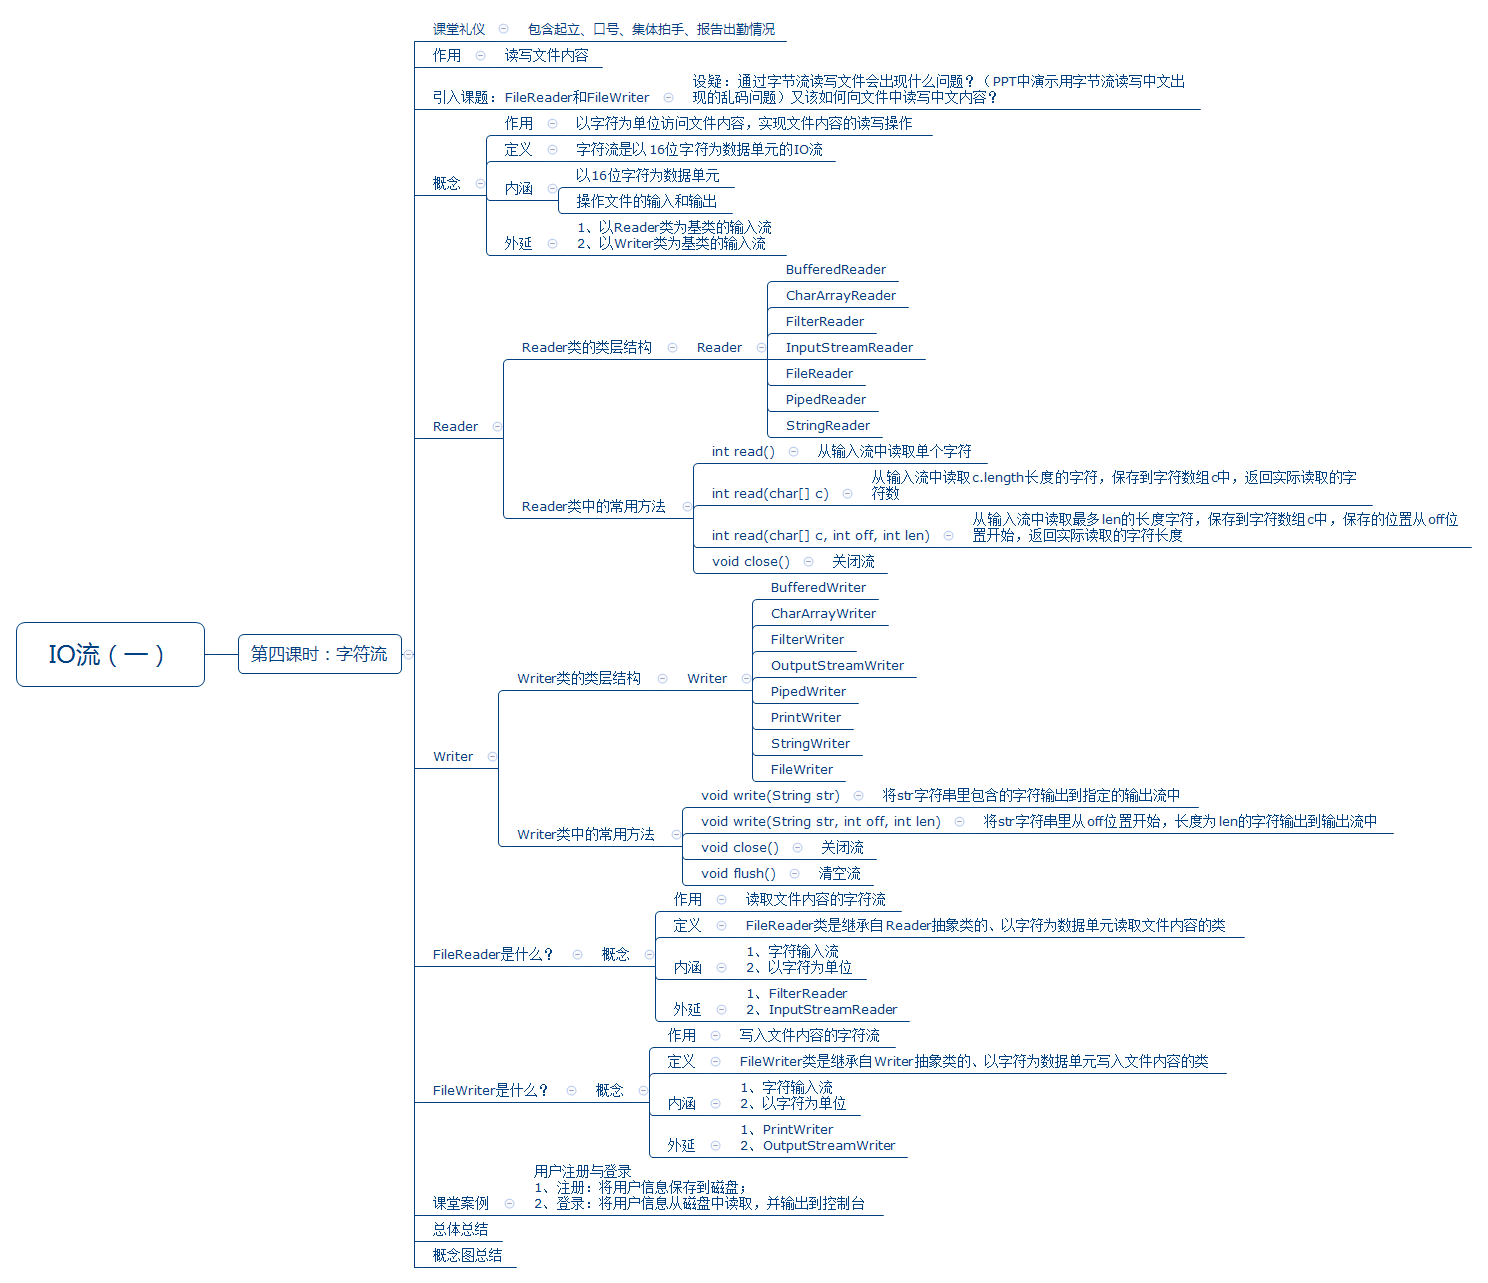 IO流（一）
第四课时：字符流
课堂礼仪
包含起立、口号、集体拍手、报告出勤情况
作用
读写文件内容
引入课题：FileReader和FileWriter
设疑：通过字节流读写文件会出现什么问题？（PPT中演示用字节流读写中文出
现的乱码问题）又该如何向文件中读写中文内容？
概念
作用
以字符为单位访问文件内容，实现文件内容的读写操作
定义
字符流是以16位字符为数据单元的IO流
内涵
以16位字符为数据单元
操作文件的输入和输出
外延
1、以Reader类为基类的输入流
2、以Writer类为基类的输入流
Reader
Reader类的类层结构
Reader
BufferedReader
CharArrayReader
FilterReader
InputStreamReader
FileReader
PipedReader
StringReader
Reader类中的常用方法
int read()
从输入流中读取单个字符
int read(char[] c)
从输入流中读取c.length长度的字符，保存到字符数组c中，返回实际读取的字
符数
int read(char[] c, int off, int len)
从输入流中读取最多len的长度字符，保存到字符数组c中，保存的位置从off位
置开始，返回实际读取的字符长度
void close()
关闭流
Writer
Writer类的类层结构
Writer
BufferedWriter
CharArrayWriter
FilterWriter
OutputStreamWriter
PipedWriter
PrintWriter
StringWriter
FileWriter
Writer类中的常用方法
void write(String str)
将str字符串里包含的字符输出到指定的输出流中
void write(String str, int off, int len)
将str字符串里从off位置开始，长度为len的字符输出到输出流中
void close()
关闭流
void flush()
清空流
FileReader是什么？
概念
作用
读取文件内容的字符流
定义
FileReader类是继承自Reader抽象类的、以字符为数据单元读取文件内容的类
内涵
1、字符输入流
2、以字符为单位
外延
1、FilterReader
2、InputStreamReader
FileWriter是什么？
概念
作用
写入文件内容的字符流
定义
FileWriter类是继承自Writer抽象类的、以字符为数据单元写入文件内容的类
内涵
1、字符输入流
2、以字符为单位
外延
1、PrintWriter
2、OutputStreamWriter
课堂案例
用户注册与登录
1、注册：将用户信息保存到磁盘；
2、登录：将用户信息从磁盘中读取，并输出到控制台
总体总结
概念图总结